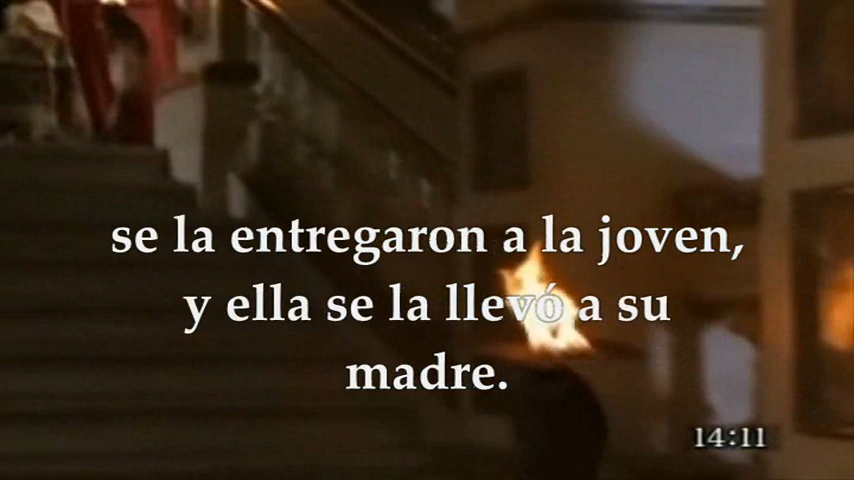 se la entregaron a la joven,
y ella se la llevó a su
madre.
14:11